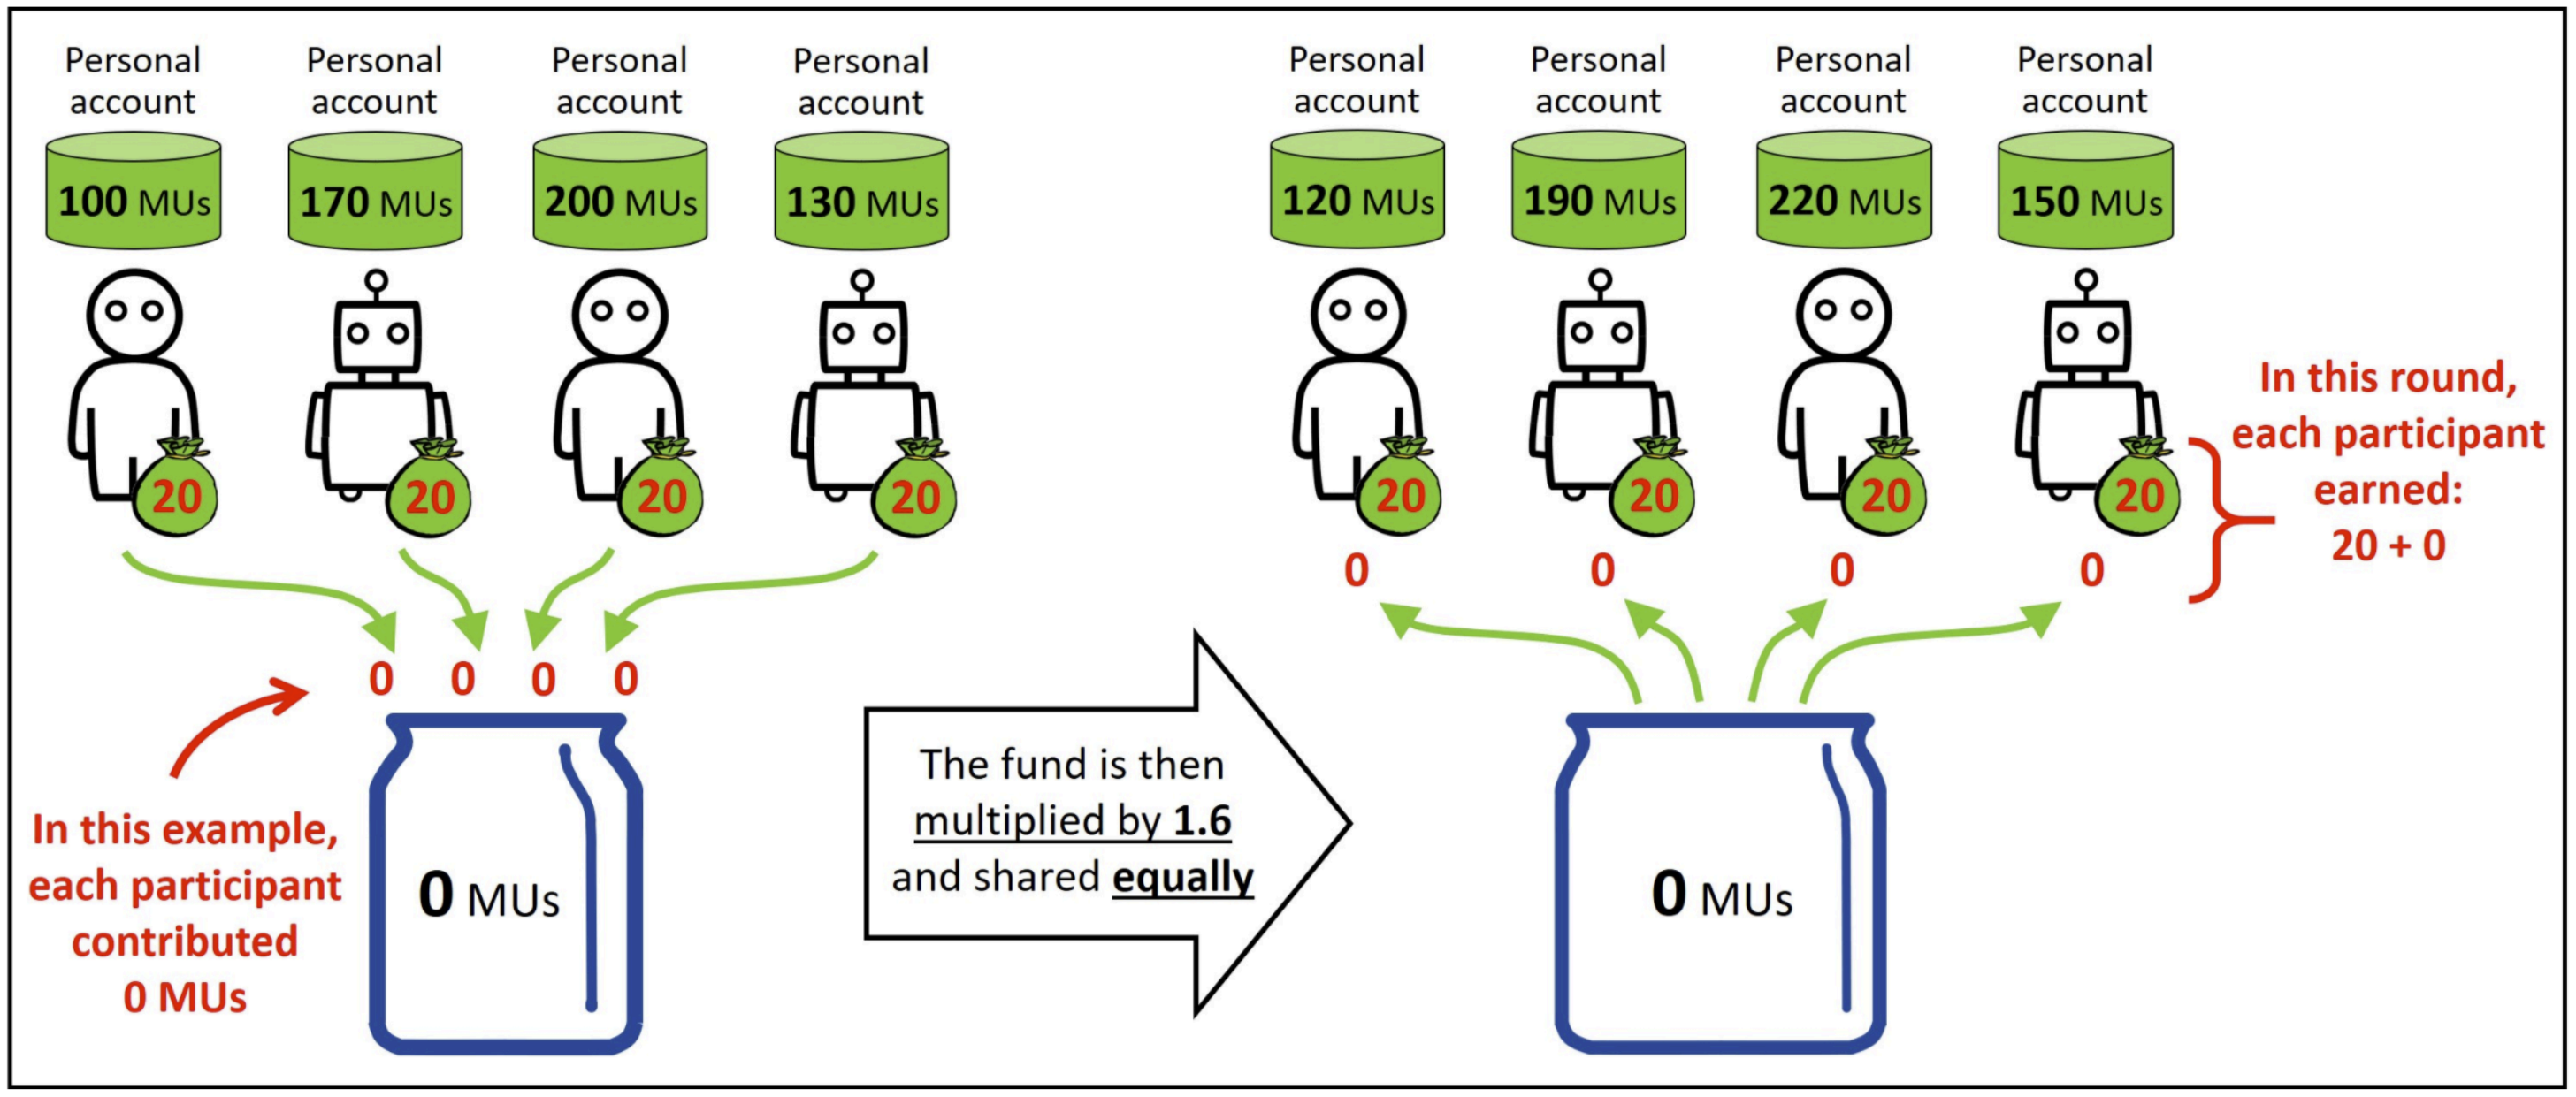 Personal
account
100 MUs
Personal
account
170 MUs
Personal
account
200 MUs
Personal
account
130 MUs
20
20
20
20
0
0
0
0
In this example,
each participant
contributed
0 MUs
0 MUs
The fund is then
multiplied by 1.6
and shared equally
Personal
account
120 MUs
Personal
account
190 MUs
Personal
account
220 MUs
Personal
account
150 MUs
20
20
20
20
0
0
0
0
In this round,
each participant
earned:
20 + 0
0 MUs